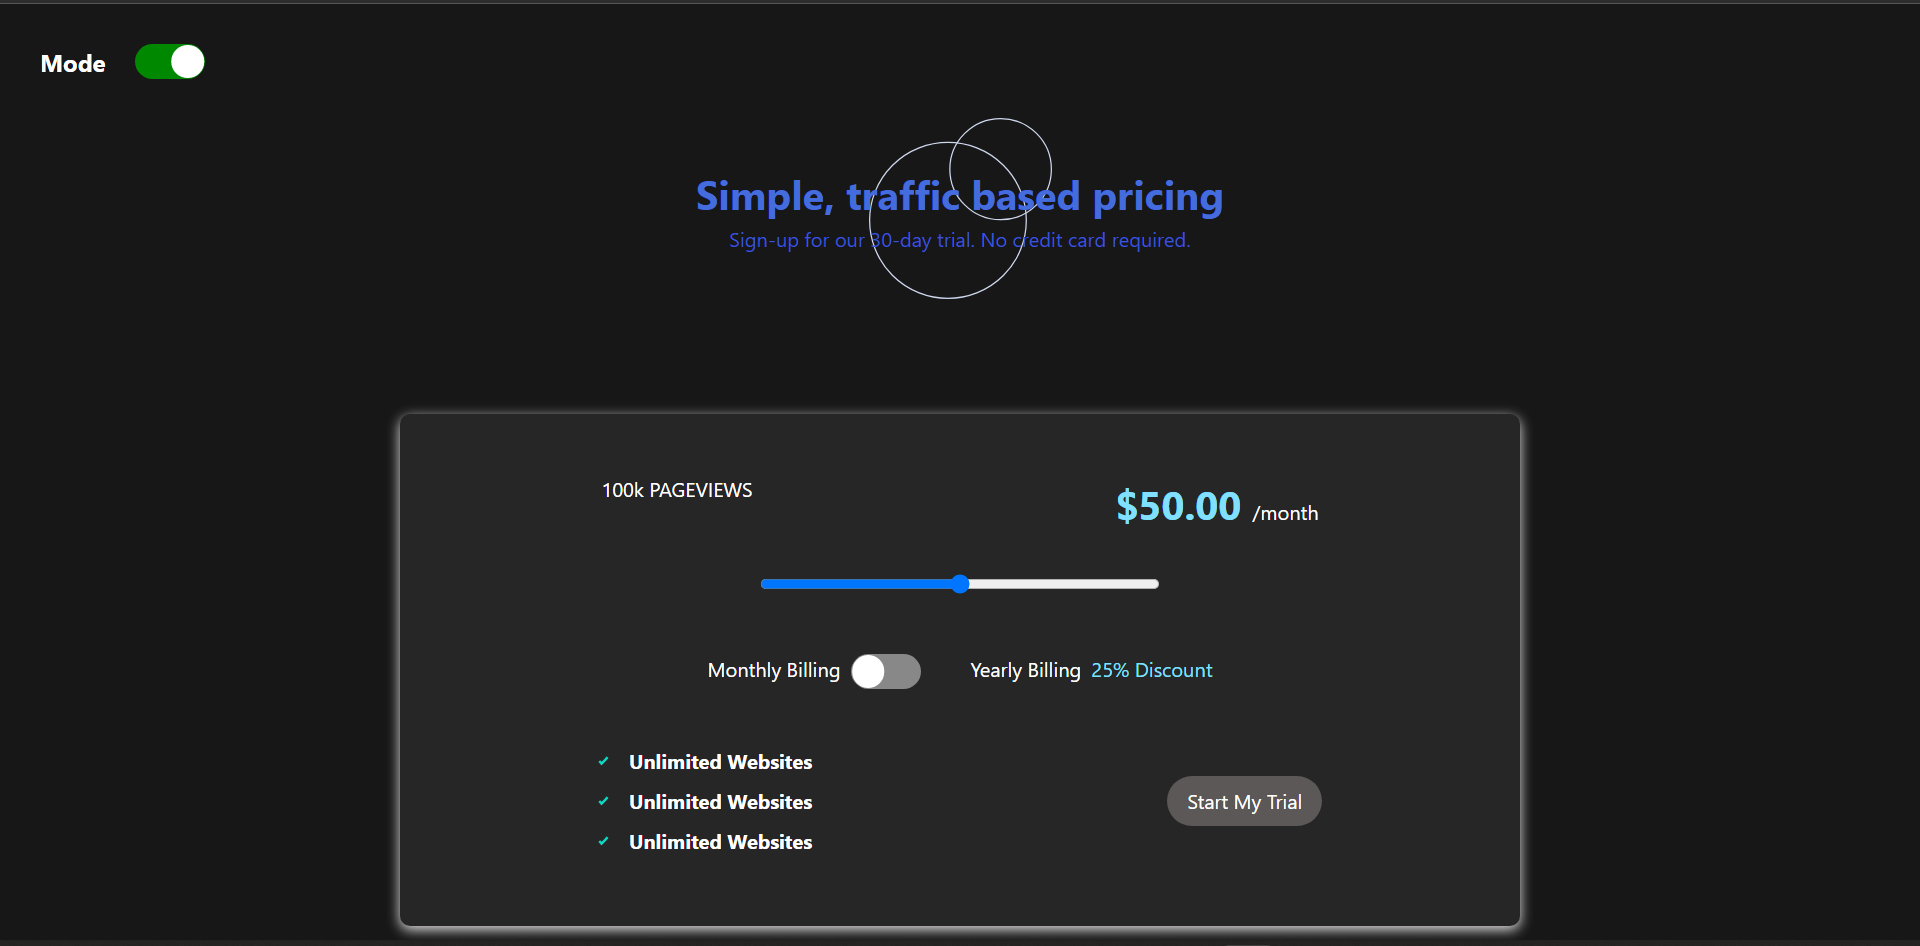 Mode
Simple, traffic based pricing
Sign-up for our 30-day trial. No credit card required.
100k PAGEVIEWS
$50.00 /month
Monthly Billing Yearly Billing 25% Discount
Unlimited Websites
Unlimited Websites
Start My Trial
Unlimited Websites